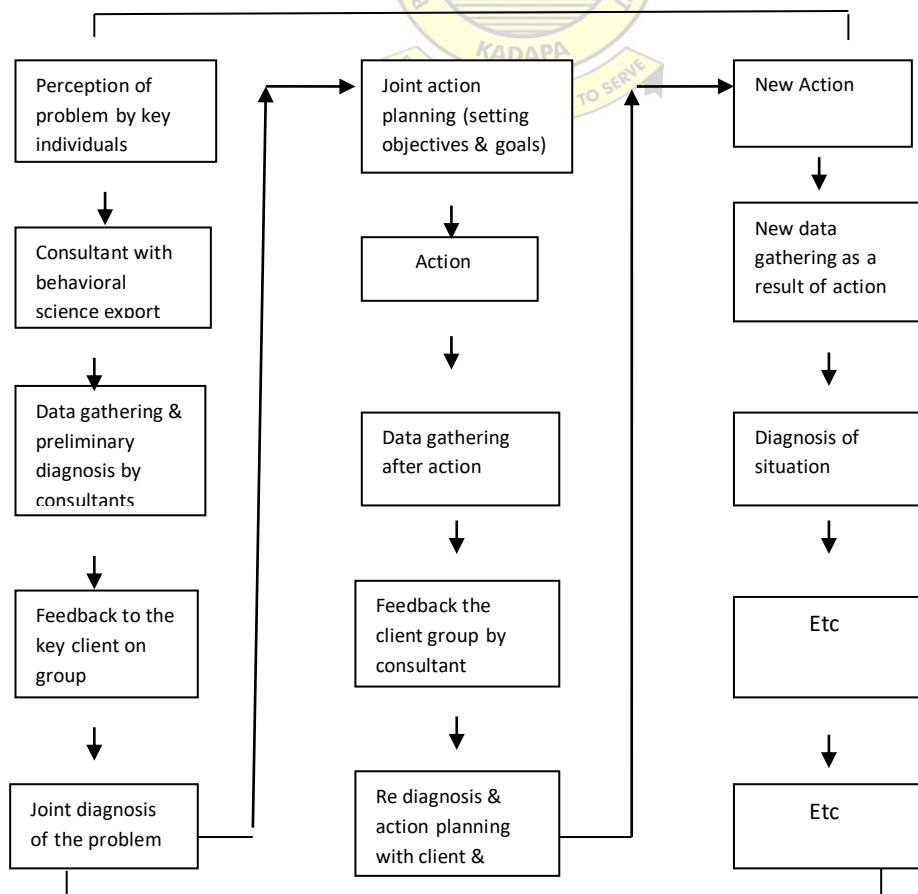 KADAPA
TO SERVE
Perception of
problem by key
individuals
Consultant with
behavioral
science export
Data gathering &
preliminary
diagnosis by
consultants
Feedback to the
key client on
group
Joint diagnosis
of the problem
Joint action
planning (setting
objectives & goals)
Action
Data gathering
after action
Feedback the
client group by
consultant
Re diagnosis &
action planning
with client &
New Action
New data
gathering as a
result of action
Diagnosis of
situation
Etc
Etc